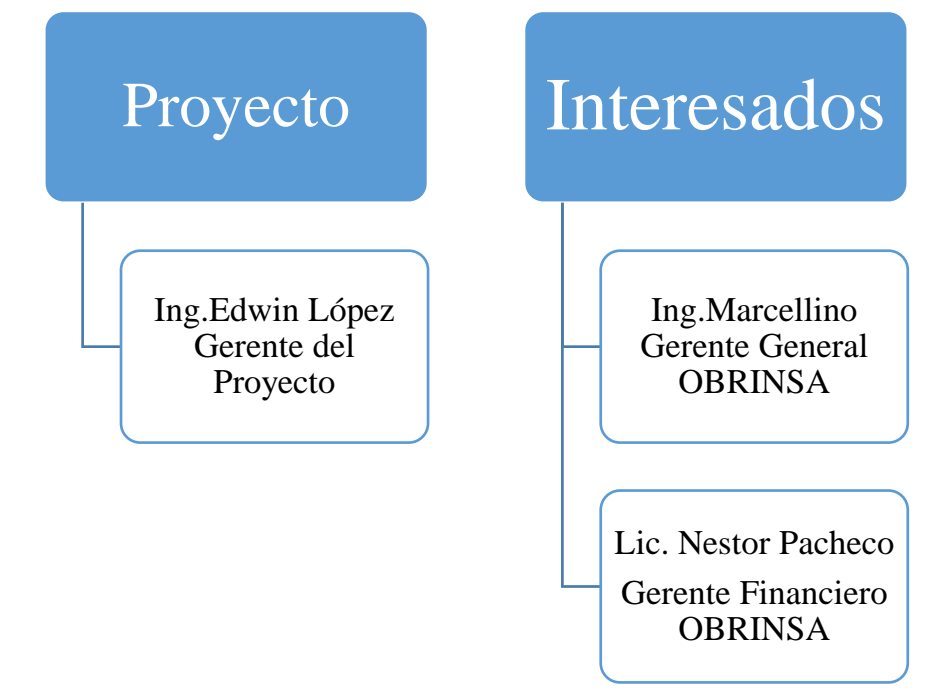 Proyecto
Ing.Edwin López
Gerente del
Proyecto
Interesados
Ing.Marcellino
Gerente General
OBRINSA
Lic. Nestor Pacheco
Gerente Financiero
OBRINSA